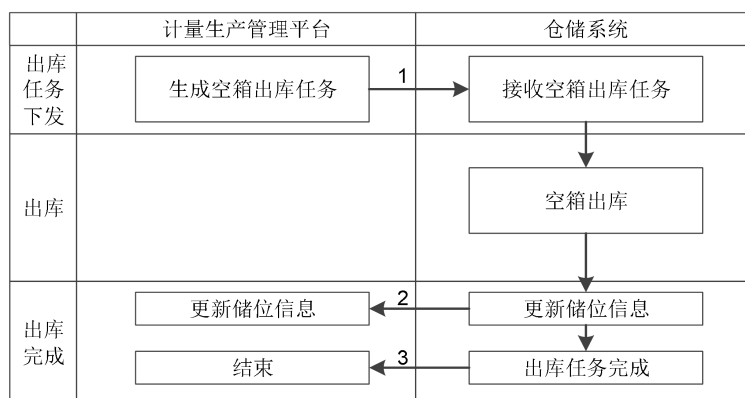 计量生产管理平台
仓储系统
出库
任务
下发
生成空箱出库任务
1
接收空箱出库任务
出库
空箱出库
出库
完成
更新储位信息
2
更新储位信息
结束
3
出库任务完成